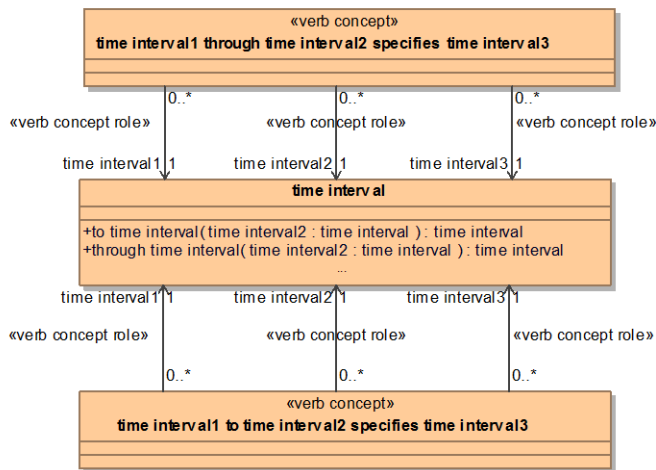 «verb concept»
time interval1 through time interval2 specifies time interval3
0..* 0..* 0..*
«verb concept role» «verb concept role» «verb concept role»
time interval1 1 time interval2 1 time interval3 1
time interval
+to time interval( time interval2 : time interval ) : time interval
+through time interval( time interval2 : time interval ) : time interval
...
time interval1 1 time interval2 1 time interval3 1
«verb concept role» «verb concept role» «verb concept role»
0..* 0..* 0..*
«verb concept»
time interval1 to time interval2 specifies time interval3